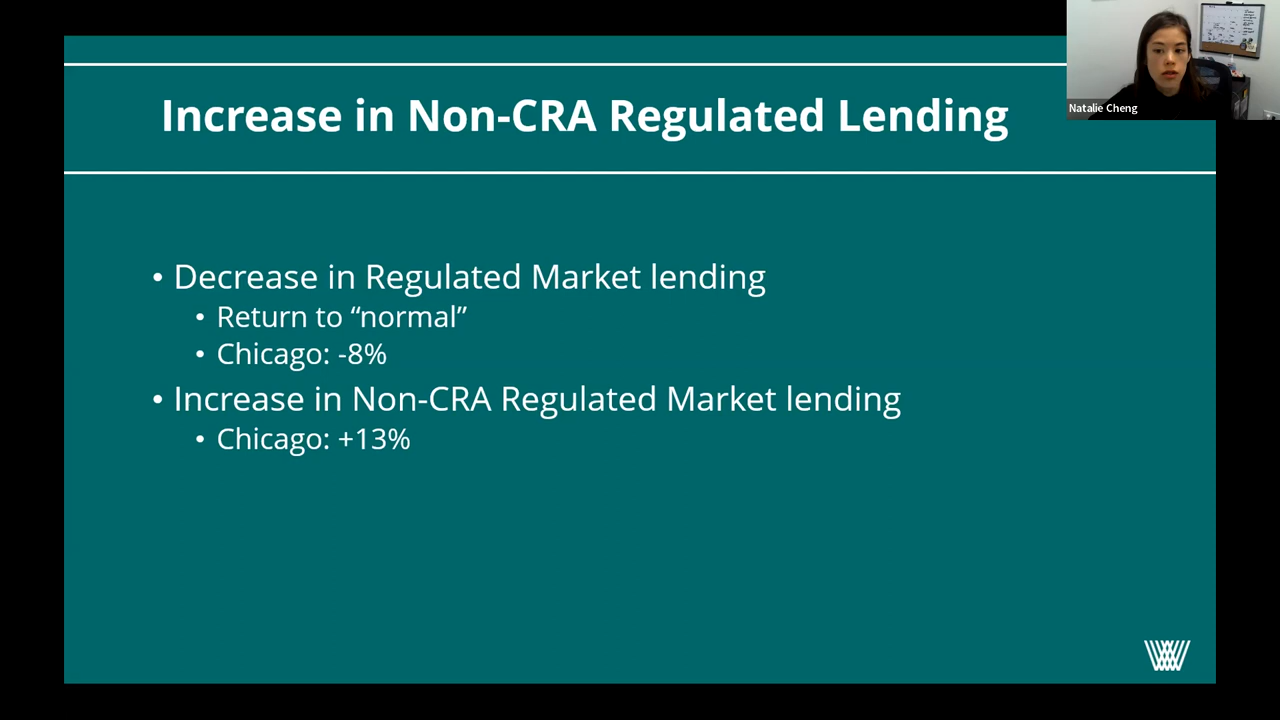 Increase in Non-CRA Regulated Lending
Natalie Cheng
• Decrease in Regulated Market lending
• Return to “normal”
• Chicago: -8%
• Increase in Non-CRA Regulated Market lending
• Chicago: +13%